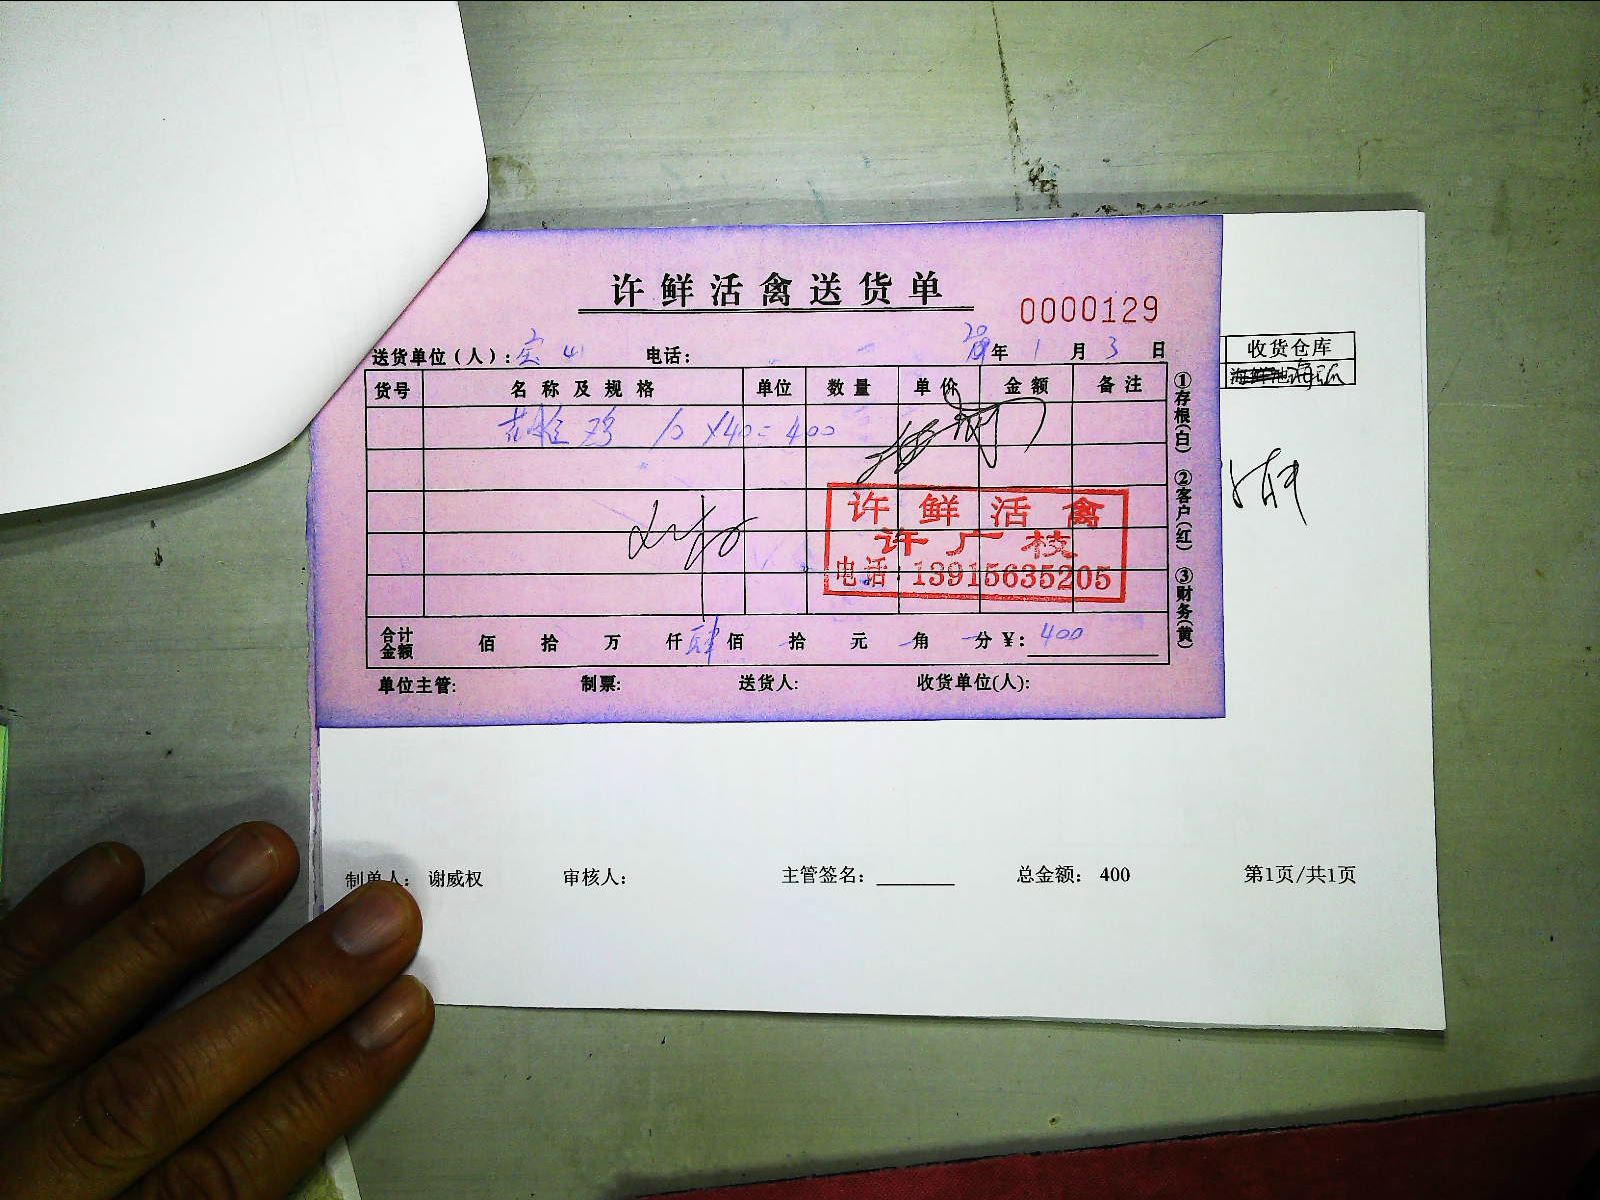 许鲜活禽送货单
0000129
送货单位（人）： 电话： 年 1 月 3 日
货号 名称及规格 单位 数量 单价 金额 备注
鸡 10×40=400
许鲜活禽
许广枝
电话：13915635205
合计金额 佰 拾 万 仟 肆佰 拾 元 角 分 ¥：400
单位主管： 制票： 送货人： 收货单位(人)：
①存根(白) ②客户(红) ③财务(黄)
收货仓库
制单人： 谢威权 审核人： 主管签名： 总金额： 400 第1页/共1页